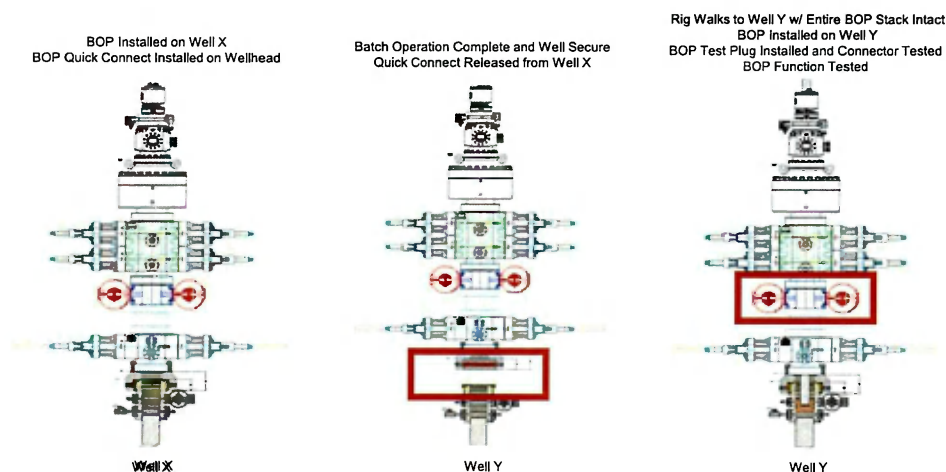 BOP Installed on Well X
BOP Quick Connect Installed on Wellhead
Batch Operation Complete and Well Secure
Quick Connect Released from Well X
Rig Walks to Well Y w/ Entire BOP Stack Intact
BOP Installed on Well Y
BOP Test Plug Installed and Connector Tested
BOP Function Tested
Well X
Well Y
Well Y